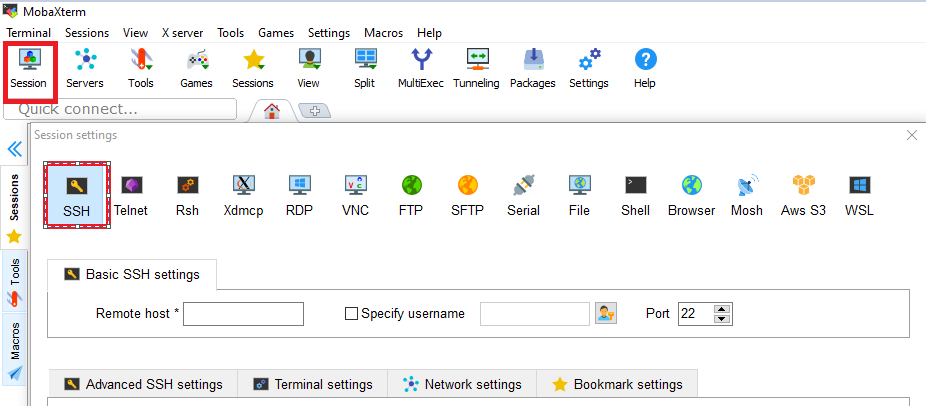 MobaXterm
Terminal Sessions View X server Tools Games Settings Macros Help
Session Servers Tools Games Sessions View Split MultiExec Tunneling Packages Settings Help
Quick connect...
Session settings
Sessions
Tools
Macros
SSH Telnet Rsh Xdmcp RDP VNC FTP SFTP Serial File Shell Browser Mosh Aws S3 WSL
Basic SSH settings
Remote host * Specify username Port 22
Advanced SSH settings Terminal settings Network settings Bookmark settings